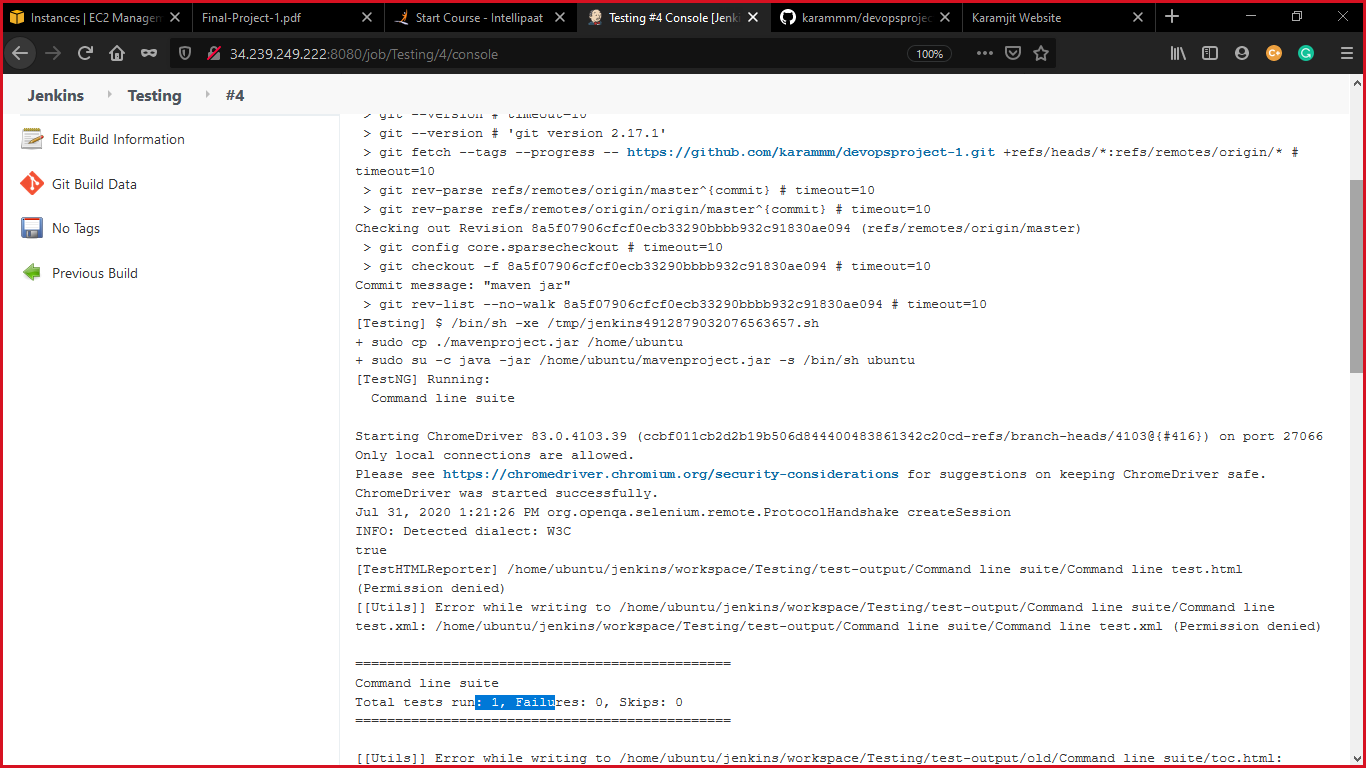 Instances | EC2 Managem
Final-Project-1.pdf
Start Course - Intellipaat
Testing #4 Console [Jenki
karammm/devopsprojec
Karamjit Website
34.239.249.222:8080/job/Testing/4/console
100%
Jenkins
Testing
#4
Edit Build Information
Git Build Data
No Tags
Previous Build
> git --version # timeout=10
> git --version # 'git version 2.17.1'
> git fetch --tags --progress -- https://github.com/karammm/devopsproject-1.git +refs/heads/*:refs/remotes/origin/* #
timeout=10
> git rev-parse refs/remotes/origin/master^{commit} # timeout=10
> git rev-parse refs/remotes/origin/origin/master^{commit} # timeout=10
Checking out Revision 8a5f07906cfcf0ecb33290bbbb932c91830ae094 (refs/remotes/origin/master)
> git config core.sparsecheckout # timeout=10
> git checkout -f 8a5f07906cfcf0ecb33290bbbb932c91830ae094 # timeout=10
Commit message: "maven jar"
> git rev-list --no-walk 8a5f07906cfcf0ecb33290bbbb932c91830ae094 # timeout=10
[Testing] $ /bin/sh -xe /tmp/jenkins4912879032076563657.sh
+ sudo cp ./mavenproject.jar /home/ubuntu
+ sudo su -c java -jar /home/ubuntu/mavenproject.jar -s /bin/sh ubuntu
[TestNG] Running:
Command line suite
Starting ChromeDriver 83.0.4103.39 (ccbf011cb2d2b19b506d844400483861342c20cd-refs/branch-heads/4103@{#416}) on port 27066
Only local connections are allowed.
Please see https://chromedriver.chromium.org/security-considerations for suggestions on keeping ChromeDriver safe.
ChromeDriver was started successfully.
Jul 31, 2020 1:21:26 PM org.openqa.selenium.remote.ProtocolHandshake createSession
INFO: Detected dialect: W3C
true
[TestHTMLReporter] /home/ubuntu/jenkins/workspace/Testing/test-output/Command line suite/Command line test.html
(Permission denied)
[[Utils]] Error while writing to /home/ubuntu/jenkins/workspace/Testing/test-output/Command line suite/Command line
test.xml: /home/ubuntu/jenkins/workspace/Testing/test-output/Command line suite/Command line test.xml (Permission denied)
===============================================
Command line suite
Total tests run: 1, Failures: 0, Skips: 0
===============================================
[[Utils]] Error while writing to /home/ubuntu/jenkins/workspace/Testing/test-output/old/Command line suite/toc.html: